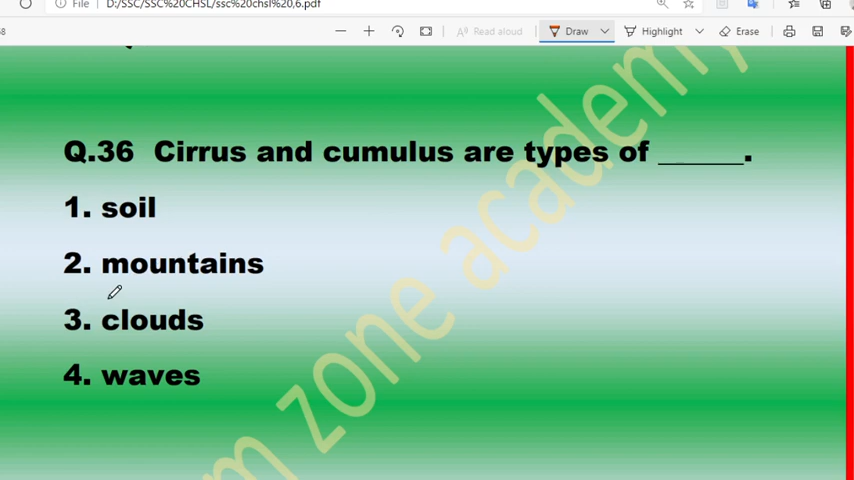 File D:/SSC/SSC%20CHSL/ssc%20chsl%20,6.pdf
Read aloud Draw Highlight Erase
Q.36 Cirrus and cumulus are types of ______.
1. soil
2. mountains
3. clouds
4. waves
zone academy